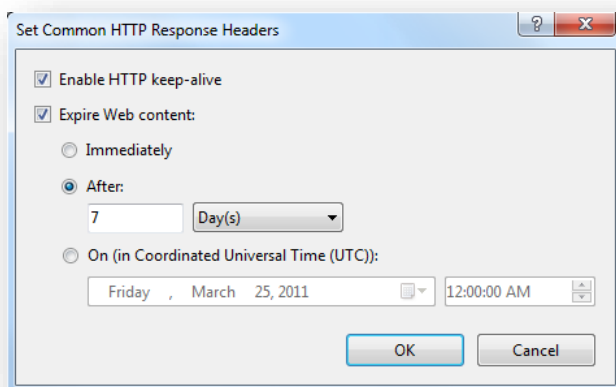 Set Common HTTP Response Headers
?
Enable HTTP keep-alive
Expire Web content:
Immediately
After:
7 Day(s)
On (in Coordinated Universal Time (UTC)):
Friday , March 25, 2011 12:00:00 AM
OK Cancel